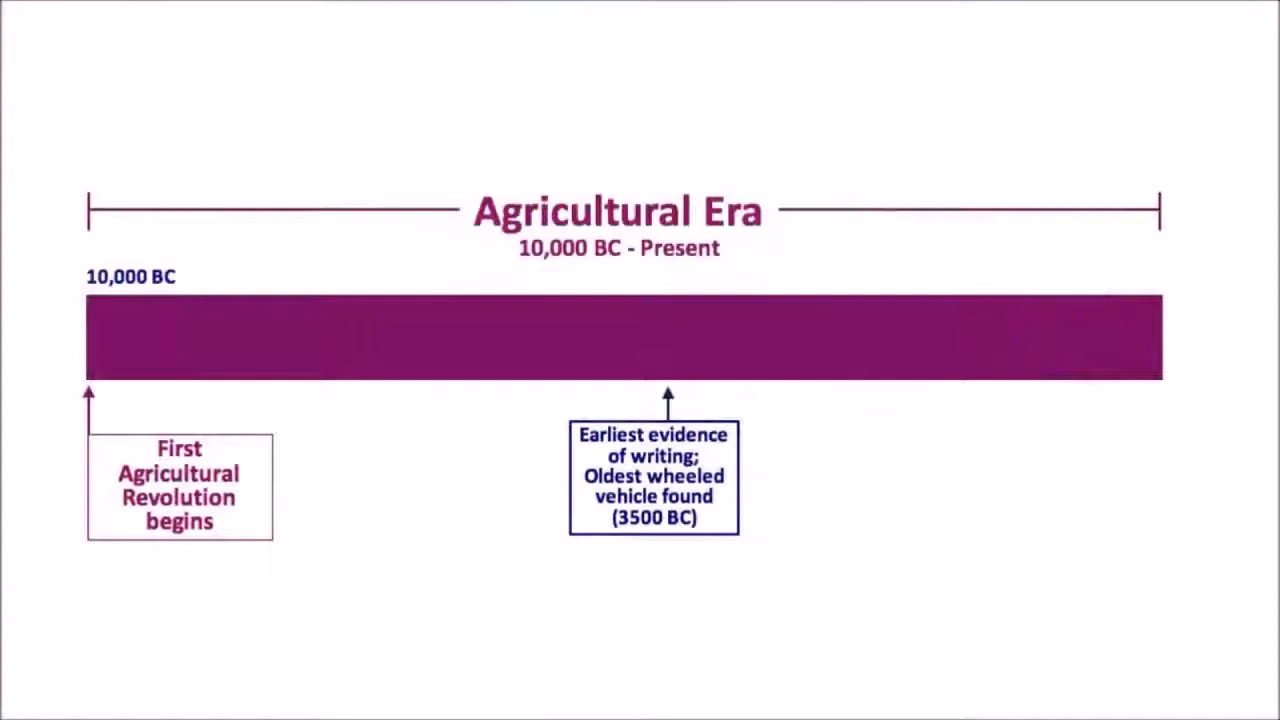 Agricultural Era
10,000 BC - Present
10,000 BC
First
Agricultural
Revolution
begins
Earliest evidence
of writing;
Oldest wheeled
vehicle found
(3500 BC)